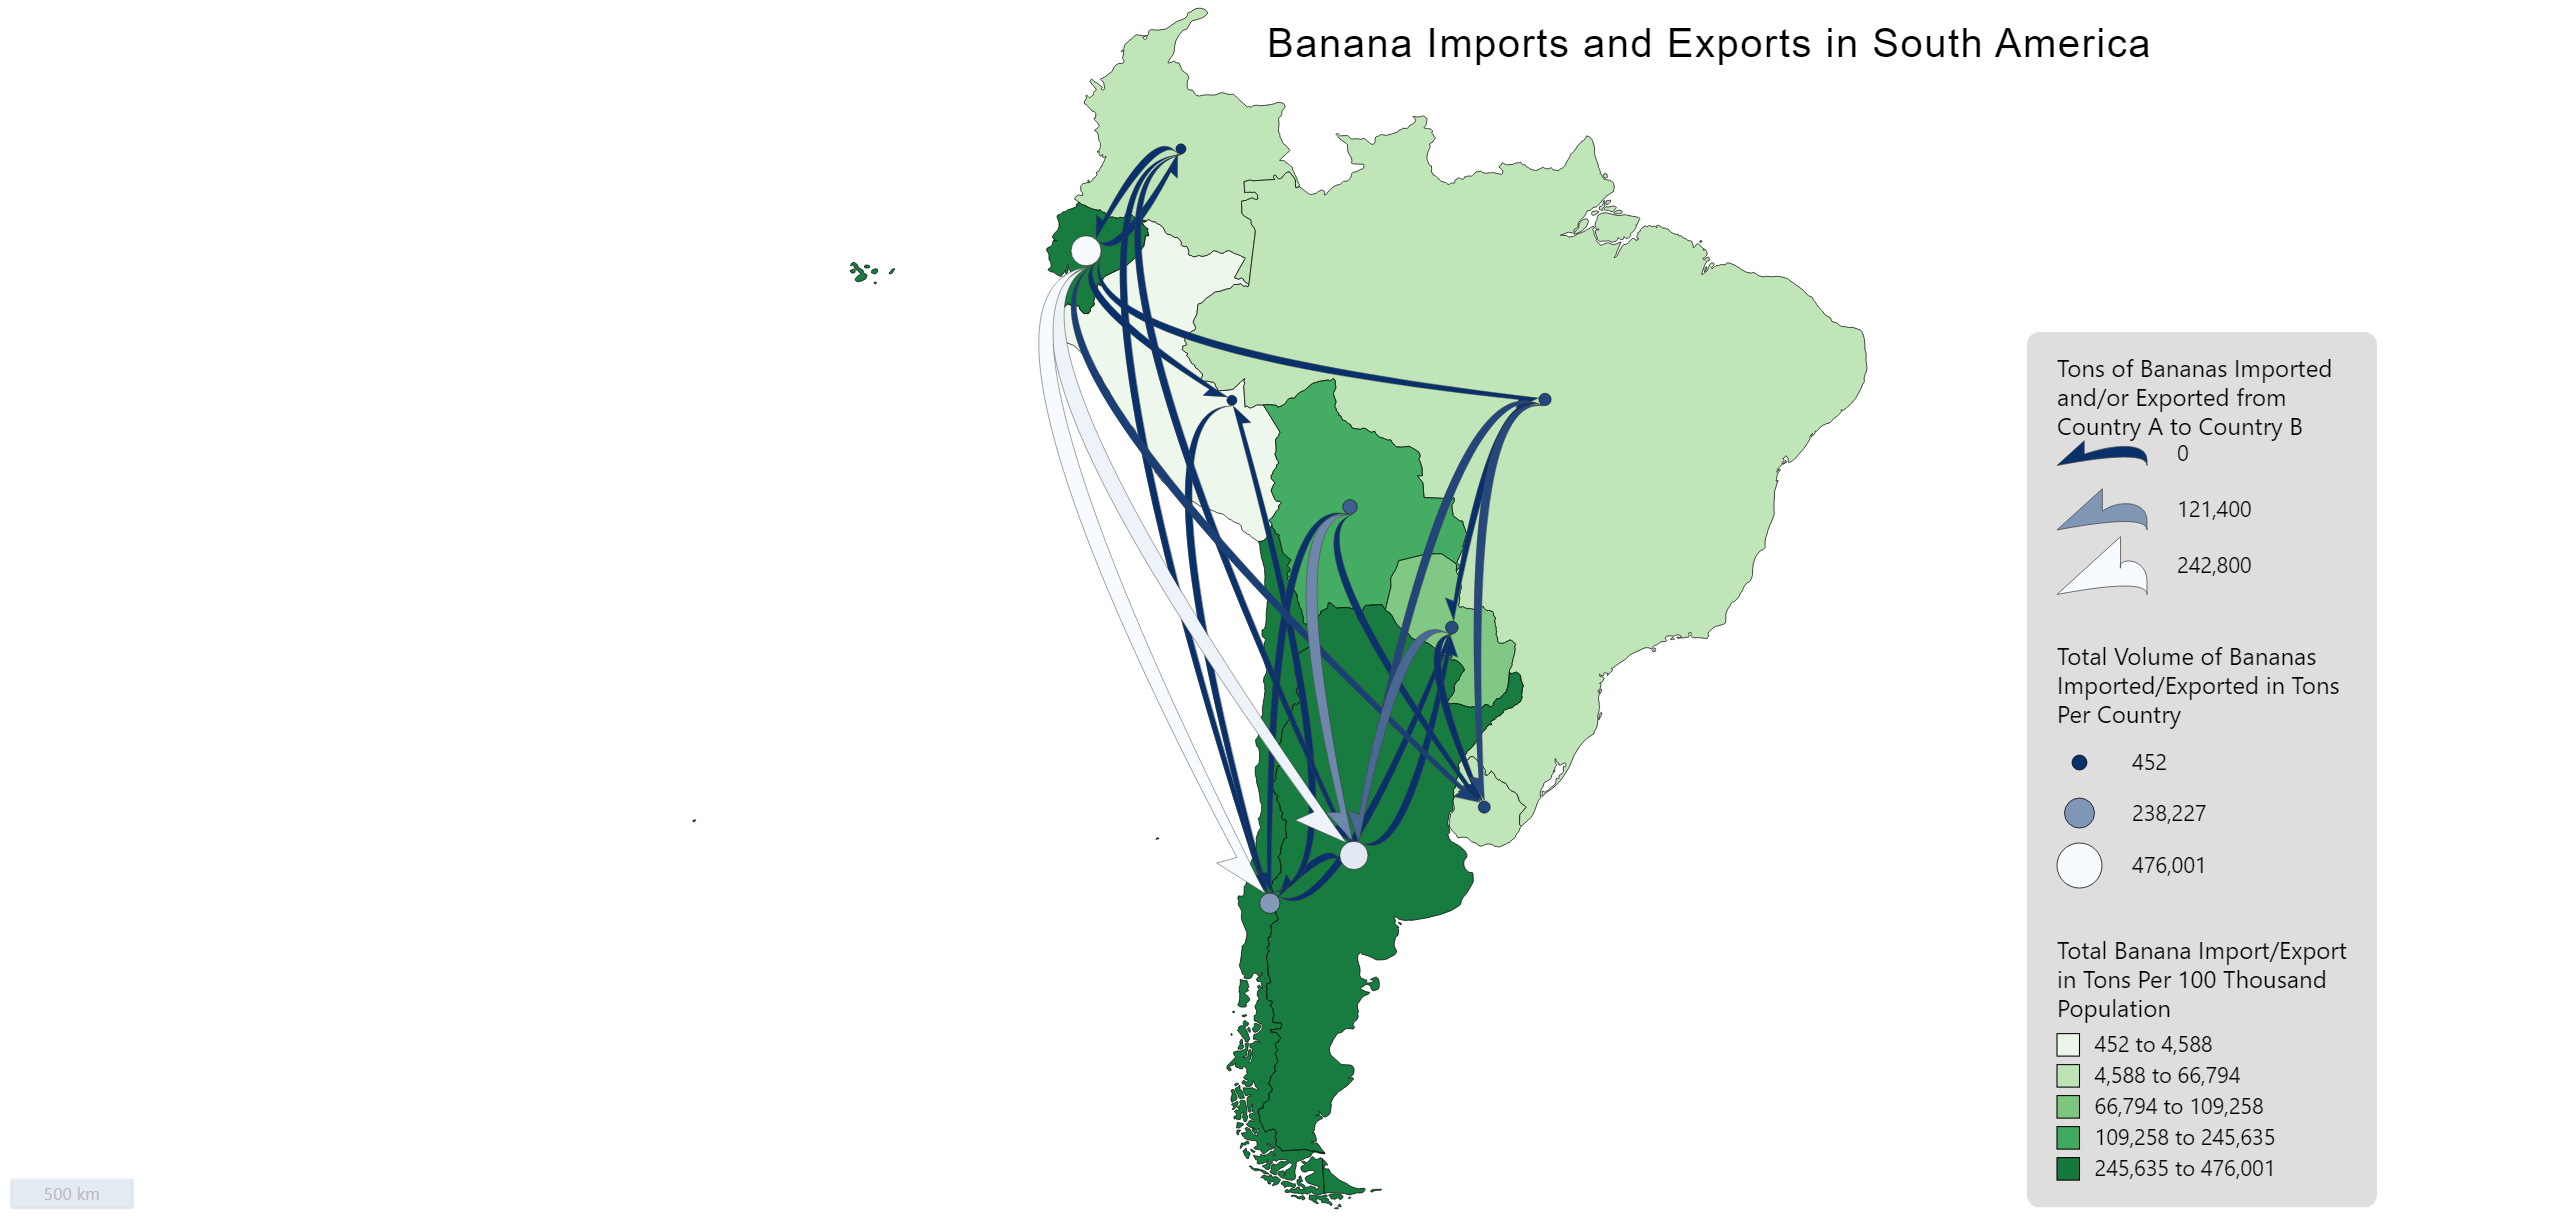 Banana Imports and Exports in South America
Tons of Bananas Imported
and/or Exported from
Country A to Country B
0
121,400
242,800
Total Volume of Bananas
Imported/Exported in Tons
Per Country
452
238,227
476,001
Total Banana Import/Export
in Tons Per 100 Thousand
Population
452 to 4,588
4,588 to 66,794
66,794 to 109,258
109,258 to 245,635
245,635 to 476,001
500 km